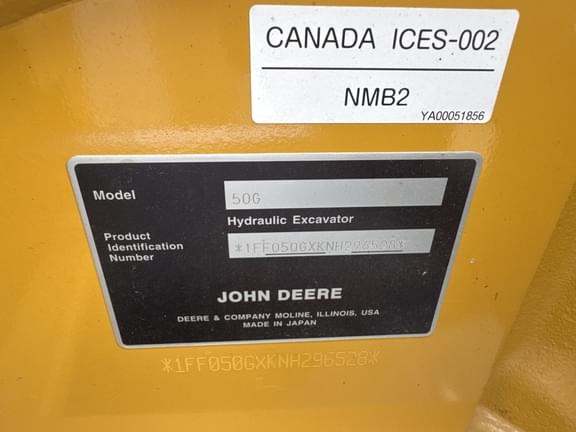 CANADA ICES-002
NMB2
YA00051856
Model
50G
Hydraulic Excavator
Product
Identification
Number
*1FF050GXKNH296528*
JOHN DEERE
DEERE & COMPANY MOLINE, ILLINOIS, USA
MADE IN JAPAN
*1FF050GXKNH296528*